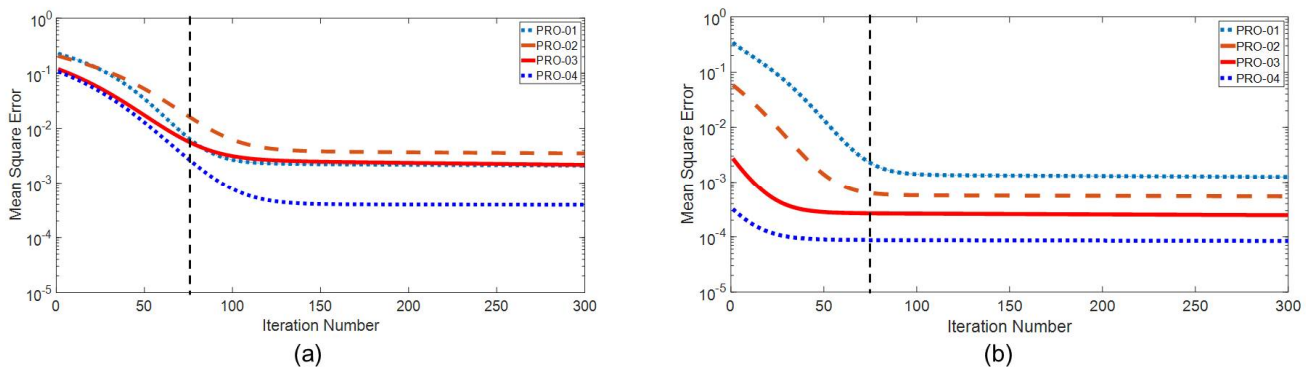 10^0
10^-1
10^-2
10^-3
10^-4
10^-5
Mean Square Error
0 50 100 150 200 250 300
Iteration Number
PRO-01
PRO-02
PRO-03
PRO-04
(a)
10^0
10^-1
10^-2
10^-3
10^-4
10^-5
Mean Square Error
0 50 100 150 200 250 300
Iteration Number
PRO-01
PRO-02
PRO-03
PRO-04
(b)